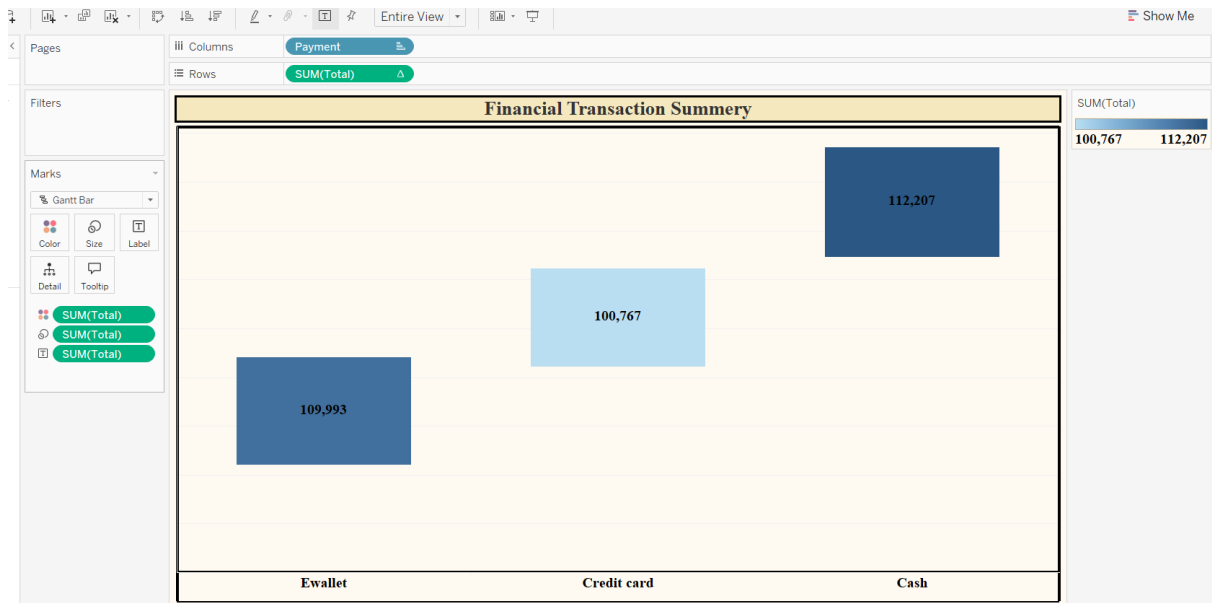 Entire View
Show Me
Pages
Columns
Payment
Rows
SUM(Total)
Filters
Marks
Gantt Bar
Color
Size
Label
Detail
Tooltip
SUM(Total)
SUM(Total)
SUM(Total)
Financial Transaction Summery
112,207
100,767
109,993
Ewallet
Credit card
Cash
SUM(Total)
100,767
112,207